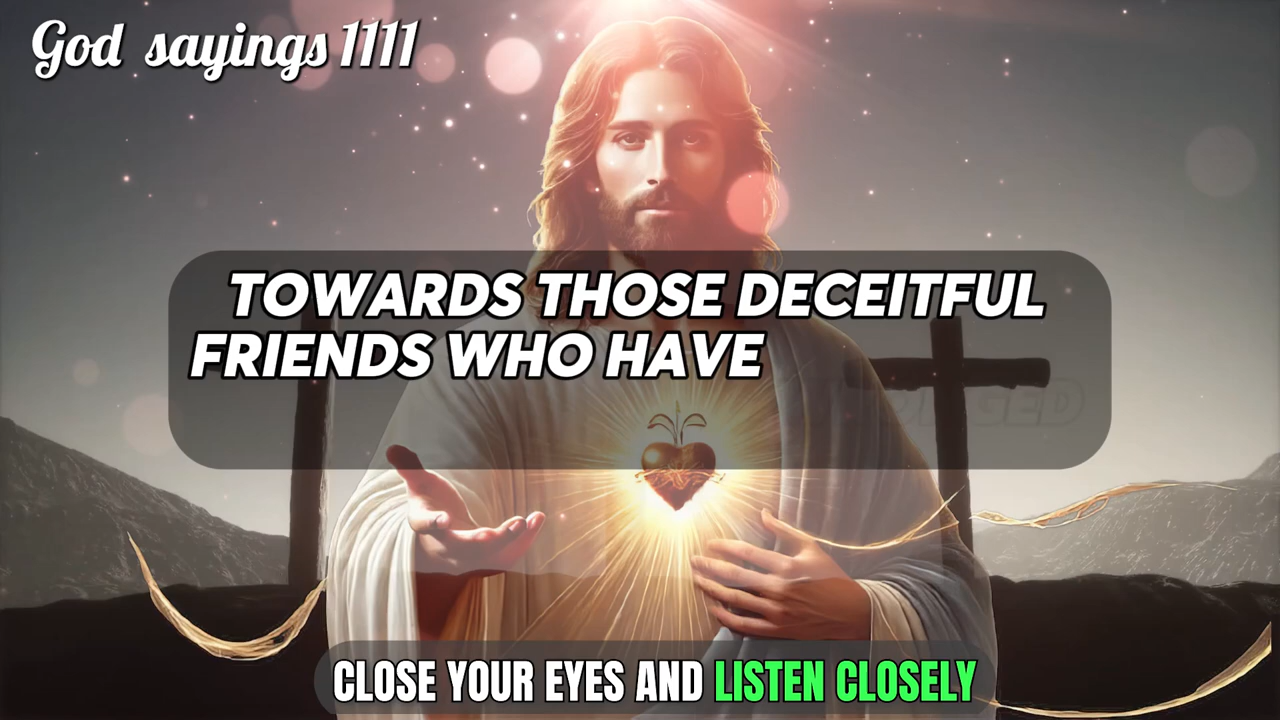 God sayings 1111
TOWARDS THOSE DECEITFUL
FRIENDS WHO HAVE
CLOSE YOUR EYES AND LISTEN CLOSELY